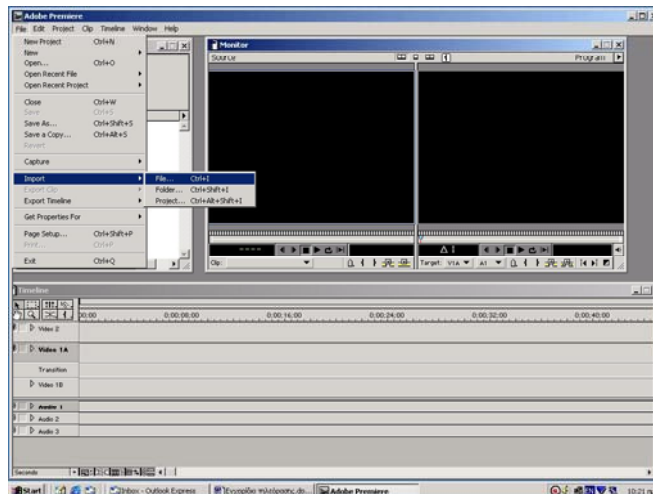 Adobe Premiere
File Edit Project Clip Timeline Window Help
New Project Ctrl+N
New
Open... Ctrl+O
Open Recent File
Open Recent Project
Close Ctrl+W
Save Ctrl+S
Save As... Ctrl+Shift+S
Save a Copy... Ctrl+Alt+S
Revert
Capture
Import
Export Clip
Export Timeline
Get Properties For
Page Setup... Ctrl+Shift+P
Print... Ctrl+P
Exit Ctrl+Q
File... Ctrl+I
Folder... Ctrl+Shift+I
Project... Ctrl+Alt+Shift+I
Monitor
Source Program
Clip: Target: V1A A1
Timeline
00:00 0;00;08;00 0;00;16;00 0;00;24;00 0;00;32;00 0;00;40;00
Video 2
Video 1A
Transition
Video 1B
Audio 1
Audio 2
Audio 3
Seconds
Start Inbox - Outlook Express Adobe Premiere